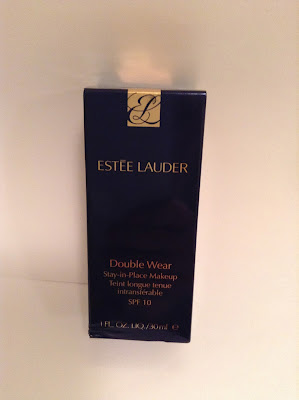 EL
ESTĒE LAUDER
Double Wear
Stay-in-Place Makeup
Teint longue tenue
intransférable
SPF 10
1 FL. OZ. LIQ./30 ml ℮